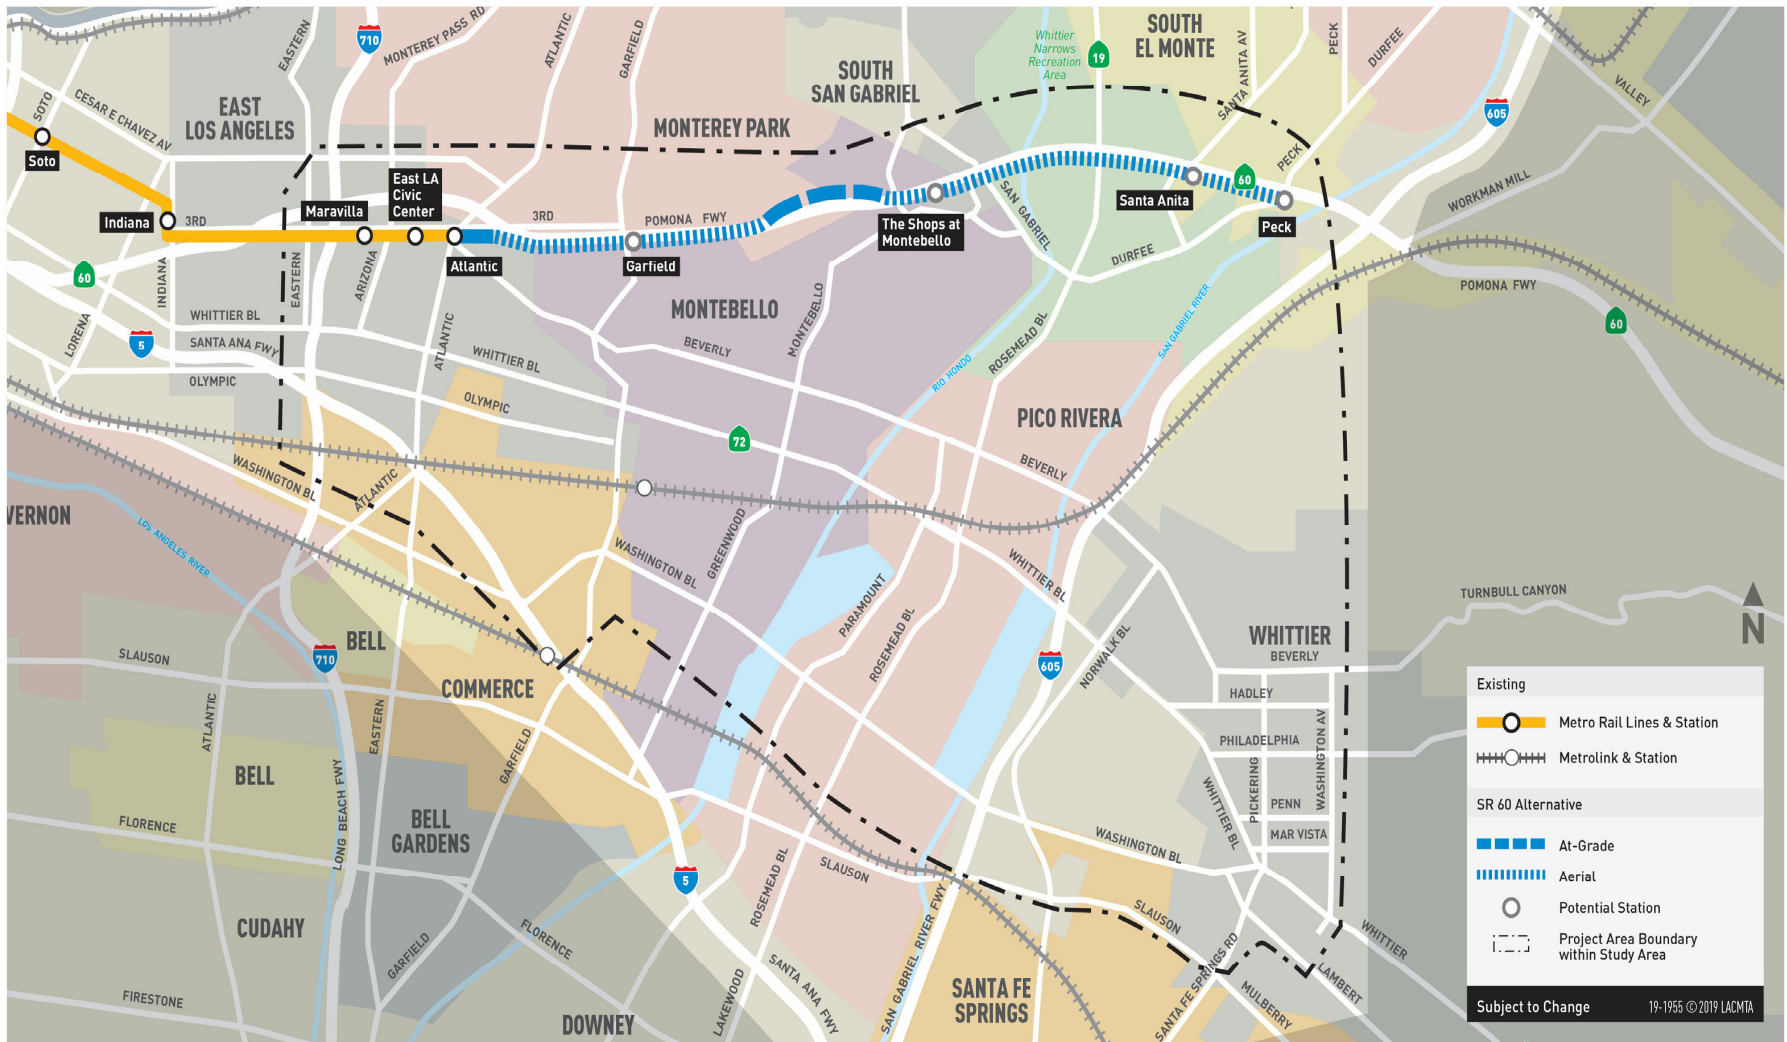 EASTERN
710
MONTEREY PASS RD
ATLANTIC
GARFIELD
SOUTH
SAN GABRIEL
Whittier
Narrows
Recreation
Area
19
SOUTH
EL MONTE
SANTA ANITA AV
PECK
DURFEE
VALLEY
605
SOTO
CESAR E CHAVEZ AV
EAST
LOS ANGELES
MONTEREY PARK
SANTA ANITA
PECK
60
Soto
Indiana
3RD
Maravilla
East LA
Civic
Center
3RD
POMONA FWY
The Shops at
Montebello
SAN GABRIEL
Santa Anita
Peck
WORKMAN MILL
60
INDIANA
EASTERN
ARIZONA
Atlantic
Garfield
DURFEE
POMONA FWY
60
LORENA
5
WHITTIER BL
SANTA ANA FWY
OLYMPIC
ATLANTIC
WHITTIER BL
OLYMPIC
MONTEBELLO
BEVERLY
MONTEBELLO
RIO HONDO
ROSEMEAD BL
SAN GABRIEL RIVER
PICO RIVERA
72
BEVERLY
VERNON
LOS ANGELES RIVER
WASHINGTON BL
ATLANTIC
GREENWOOD
WASHINGTON BL
PARAMOUNT
ROSEMEAD BL
WHITTIER BL
605
NORWALK BL
WHITTIER
BEVERLY
TURNBULL CANYON
N
SLAUSON
710
BELL
COMMERCE
ATLANTIC
EASTERN
GARFIELD
HADLEY
PHILADELPHIA
PICKERING
WASHINGTON AV
PENN
MAR VISTA
WHITTIER BL
BELL
FLORENCE
LONG BEACH FWY
BELL
GARDENS
5
ROSEMEAD BL
SLAUSON
WASHINGTON BL
CUDAHY
GARFIELD
FLORENCE
SLAUSON
SAN GABRIEL RIVER FWY
WHITTIER
FIRESTONE
DOWNEY
LAKEWOOD
SANTA ANA FWY
SANTA FE
SPRINGS
SANTA FE SPRINGS RD
MULBERRY
LAMBERT
Existing
Metro Rail Lines & Station
Metrolink & Station
SR 60 Alternative
At-Grade
Aerial
Potential Station
Project Area Boundary
within Study Area
Subject to Change 19-1955 © 2019 LACMTA